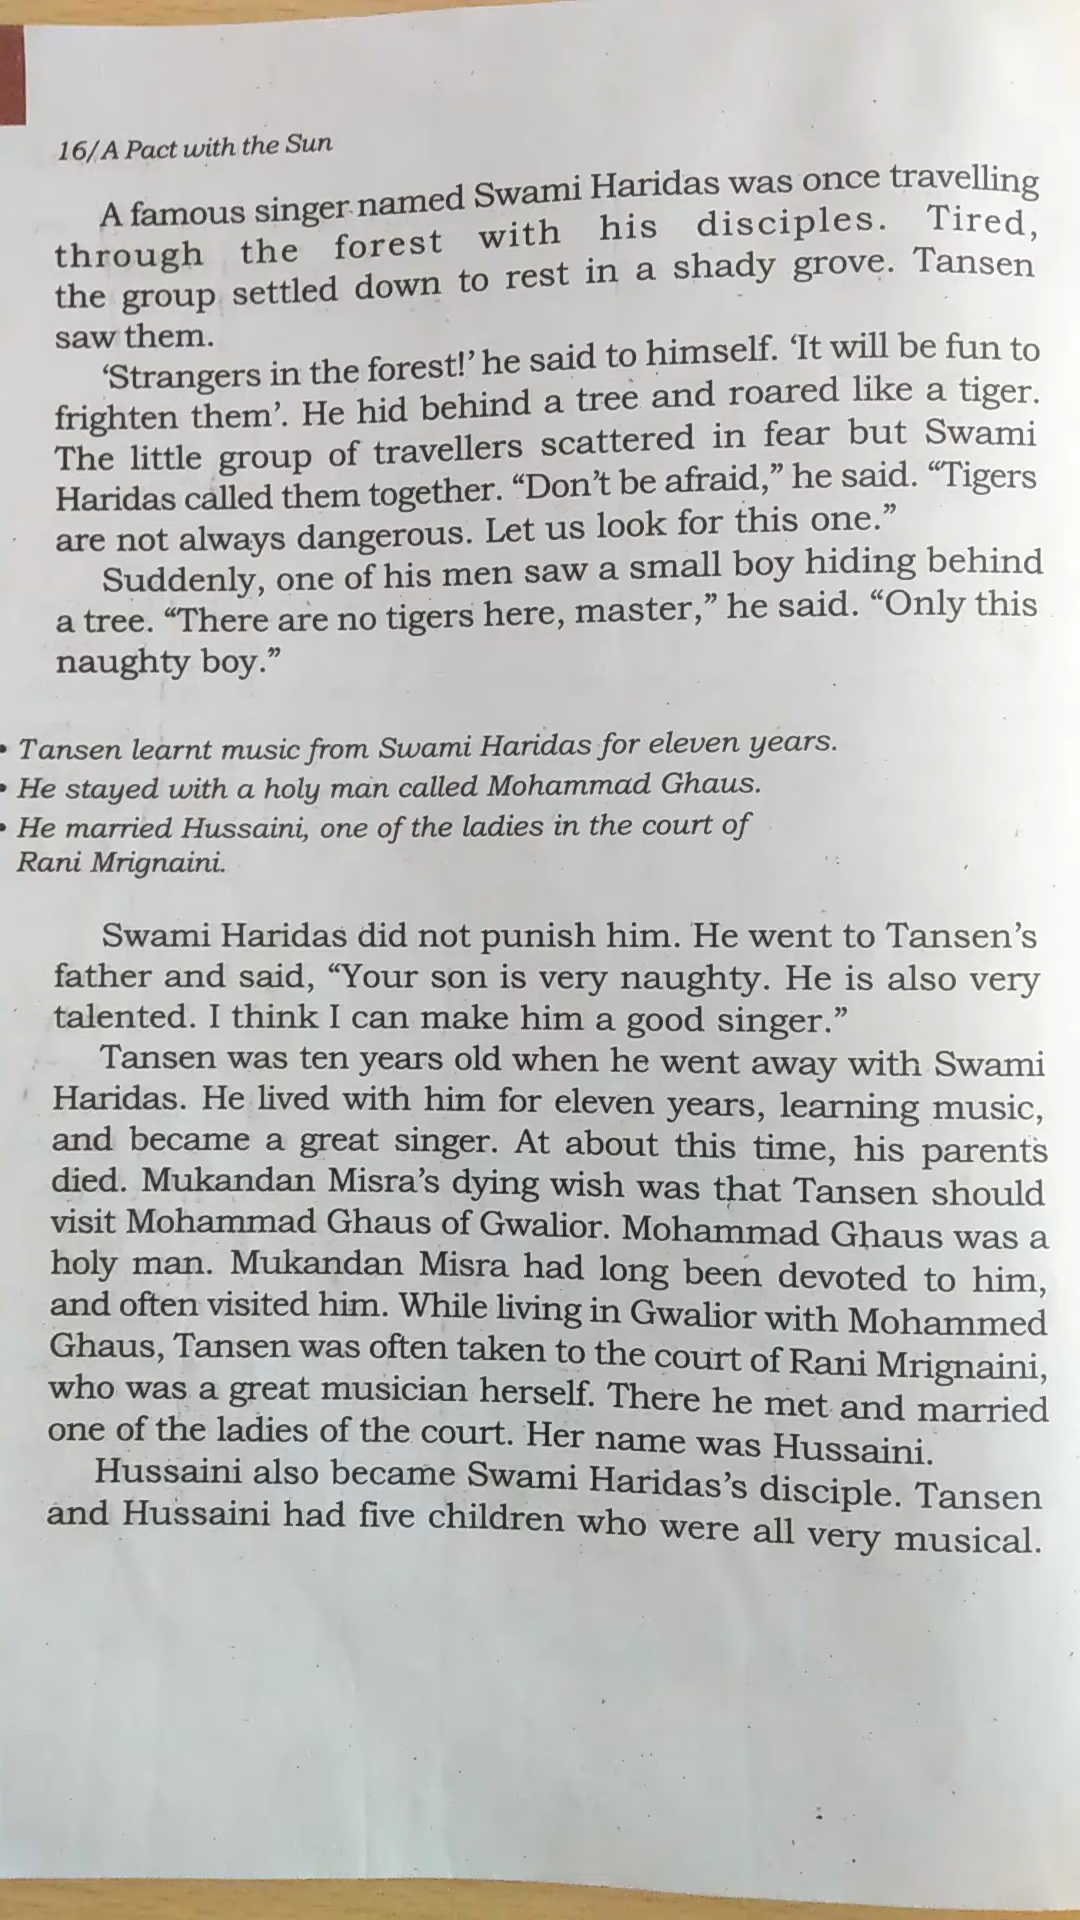 16/A Pact with the Sun
A famous singer named Swami Haridas was once travelling
through the forest with his disciples. Tired,
the group settled down to rest in a shady grove. Tansen
saw them.
‘Strangers in the forest!’ he said to himself. ‘It will be fun to
frighten them’. He hid behind a tree and roared like a tiger.
The little group of travellers scattered in fear but Swami
Haridas called them together. “Don’t be afraid,” he said. “Tigers
are not always dangerous. Let us look for this one.”
Suddenly, one of his men saw a small boy hiding behind
a tree. “There are no tigers here, master,” he said. “Only this
naughty boy.”
• Tansen learnt music from Swami Haridas for eleven years.
• He stayed with a holy man called Mohammad Ghaus.
• He married Hussaini, one of the ladies in the court of
Rani Mrignaini.
Swami Haridas did not punish him. He went to Tansen’s
father and said, “Your son is very naughty. He is also very
talented. I think I can make him a good singer.”
Tansen was ten years old when he went away with Swami
Haridas. He lived with him for eleven years, learning music,
and became a great singer. At about this time, his parents
died. Mukandan Misra’s dying wish was that Tansen should
visit Mohammad Ghaus of Gwalior. Mohammad Ghaus was a
holy man. Mukandan Misra had long been devoted to him,
and often visited him. While living in Gwalior with Mohammed
Ghaus, Tansen was often taken to the court of Rani Mrignaini,
who was a great musician herself. There he met and married
one of the ladies of the court. Her name was Hussaini.
Hussaini also became Swami Haridas’s disciple. Tansen
and Hussaini had five children who were all very musical.